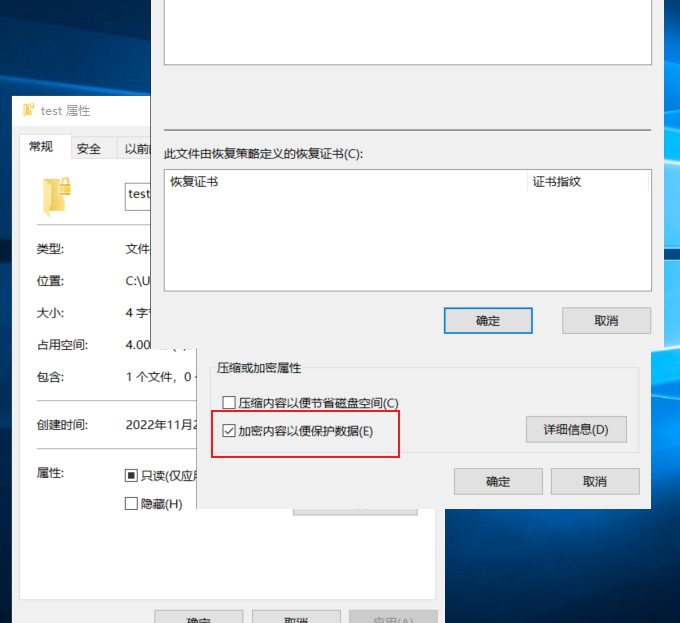 test 属性
常规
安全
以前
test
类型:
文件
位置:
C:\U
大小:
4 字
占用空间:
4.00
包含:
1 个文件，0
创建时间:
2022年11月2
属性:
只读(仅应
隐藏(H)
确定
取消
应用(A)
此文件由恢复策略定义的恢复证书(C):
恢复证书
证书指纹
确定
取消
压缩或加密属性
压缩内容以便节省磁盘空间(C)
加密内容以便保护数据(E)
详细信息(D)
确定
取消